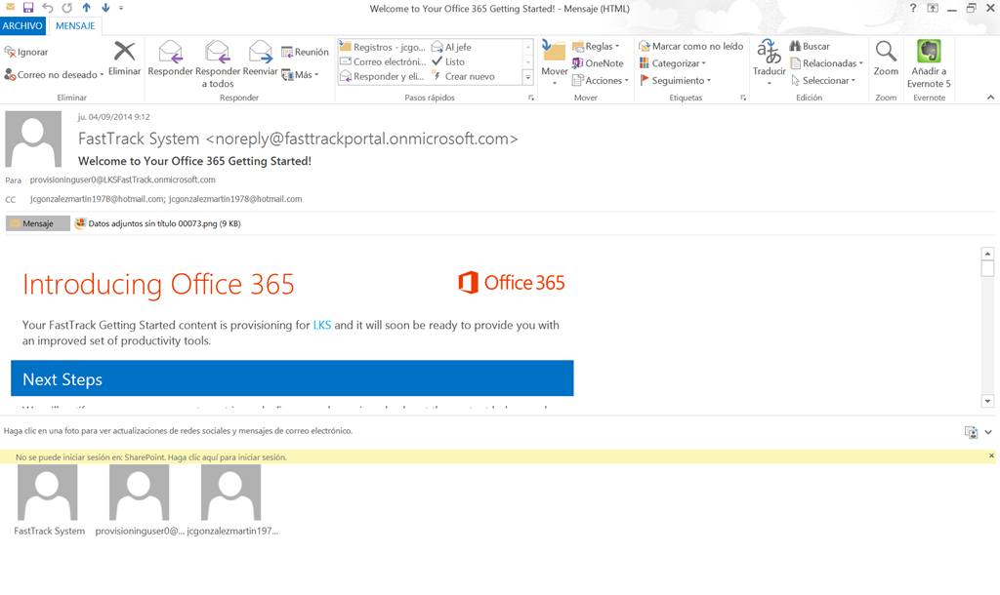 Welcome to Your Office 365 Getting Started! - Mensaje (HTML)
ARCHIVO MENSAJE
Ignorar
Correo no deseado
Eliminar
Eliminar
Responder Responder a todos Reenviar
Reunión
Más
Responder
Registros - jcgo... Al jefe
Correo electróni... Listo
Responder y eli... Crear nuevo
Pasos rápidos
Mover
Reglas
OneNote
Acciones
Mover
Marcar como no leído
Categorizar
Seguimiento
Etiquetas
Traducir
Buscar
Relacionadas
Seleccionar
Edición
Zoom
Zoom
Añadir a
Evernote 5
Evernote
ju. 04/09/2014 9:12
FastTrack System <noreply@fasttrackportal.onmicrosoft.com>
Welcome to Your Office 365 Getting Started!
Para provisioninguser0@LKSFastTrack.onmicrosoft.com
CC jcgonzalezmartin1978@hotmail.com; jcgonzalezmartin1978@hotmail.com
Mensaje Datos adjuntos sin título 00073.png (9 KB)
Introducing Office 365
Office 365
Your FastTrack Getting Started content is provisioning for LKS and it will soon be ready to provide you with
an improved set of productivity tools.
Next Steps
Haga clic en una foto para ver actualizaciones de redes sociales y mensajes de correo electrónico.
No se puede iniciar sesión en: SharePoint. Haga clic aquí para iniciar sesión.
FastTrack System provisioninguser0@... jcgonzalezmartin197...